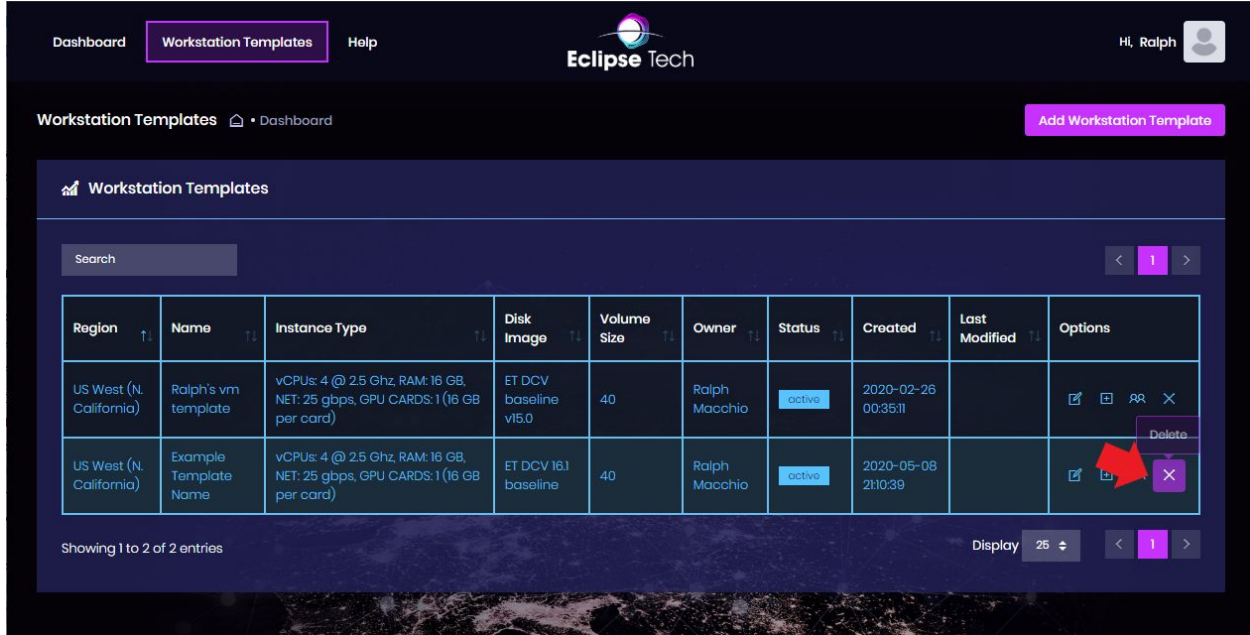 Dashboard Workstation Templates Help Eclipse Tech Hi, Ralph
Workstation Templates • Dashboard Add Workstation Template
Workstation Templates
Search < 1 >
Region Name Instance Type Disk Image Volume Size Owner Status Created Last Modified Options
US West (N. California) Ralph's vm template vCPUs: 4 @ 2.5 Ghz, RAM: 16 GB, NET: 25 gbps, GPU CARDS: 1 (16 GB per card) ET DCV baseline v15.0 40 Ralph Macchio active 2020-02-26 00:35:11
Delete
US West (N. California) Example Template Name vCPUs: 4 @ 2.5 Ghz, RAM: 16 GB, NET: 25 gbps, GPU CARDS: 1 (16 GB per card) ET DCV 16.1 baseline 40 Ralph Macchio active 2020-05-08 21:10:39
Showing 1 to 2 of 2 entries Display 25 < 1 >